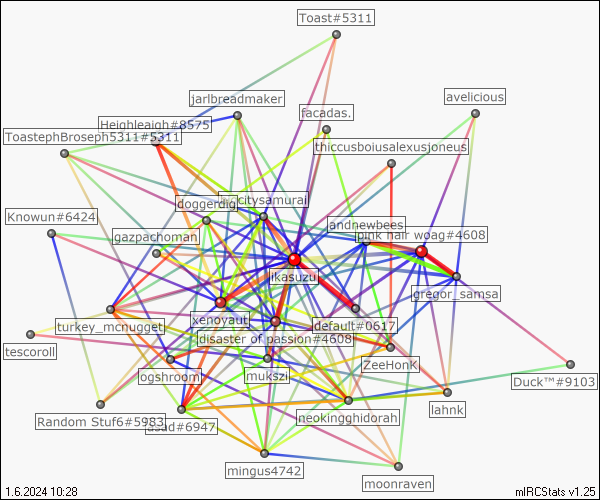 Toast#5311
jarlbreadmaker
avelicious
facadas.
Heighleaigh#8575
ToastephBroseph5311#5311
thiccusboiusalexusjoneus
doggerdig
citysamurai
Knowun#6424
andnewbees
gazpachoman
pink hair woag#4608
ikasuzu
gregor_samsa
xenoyaut
turkey_mcnugget
default#0617
disaster of passion#4608
tescoroll
ZeeHonK
ogshroom
mukszi
Duck™#9103
lahnk
Random Stuf6#5983
neokingghidorah
#6947
mingus4742
moonraven
1.6.2024 10:28
mIRCStats v1.25